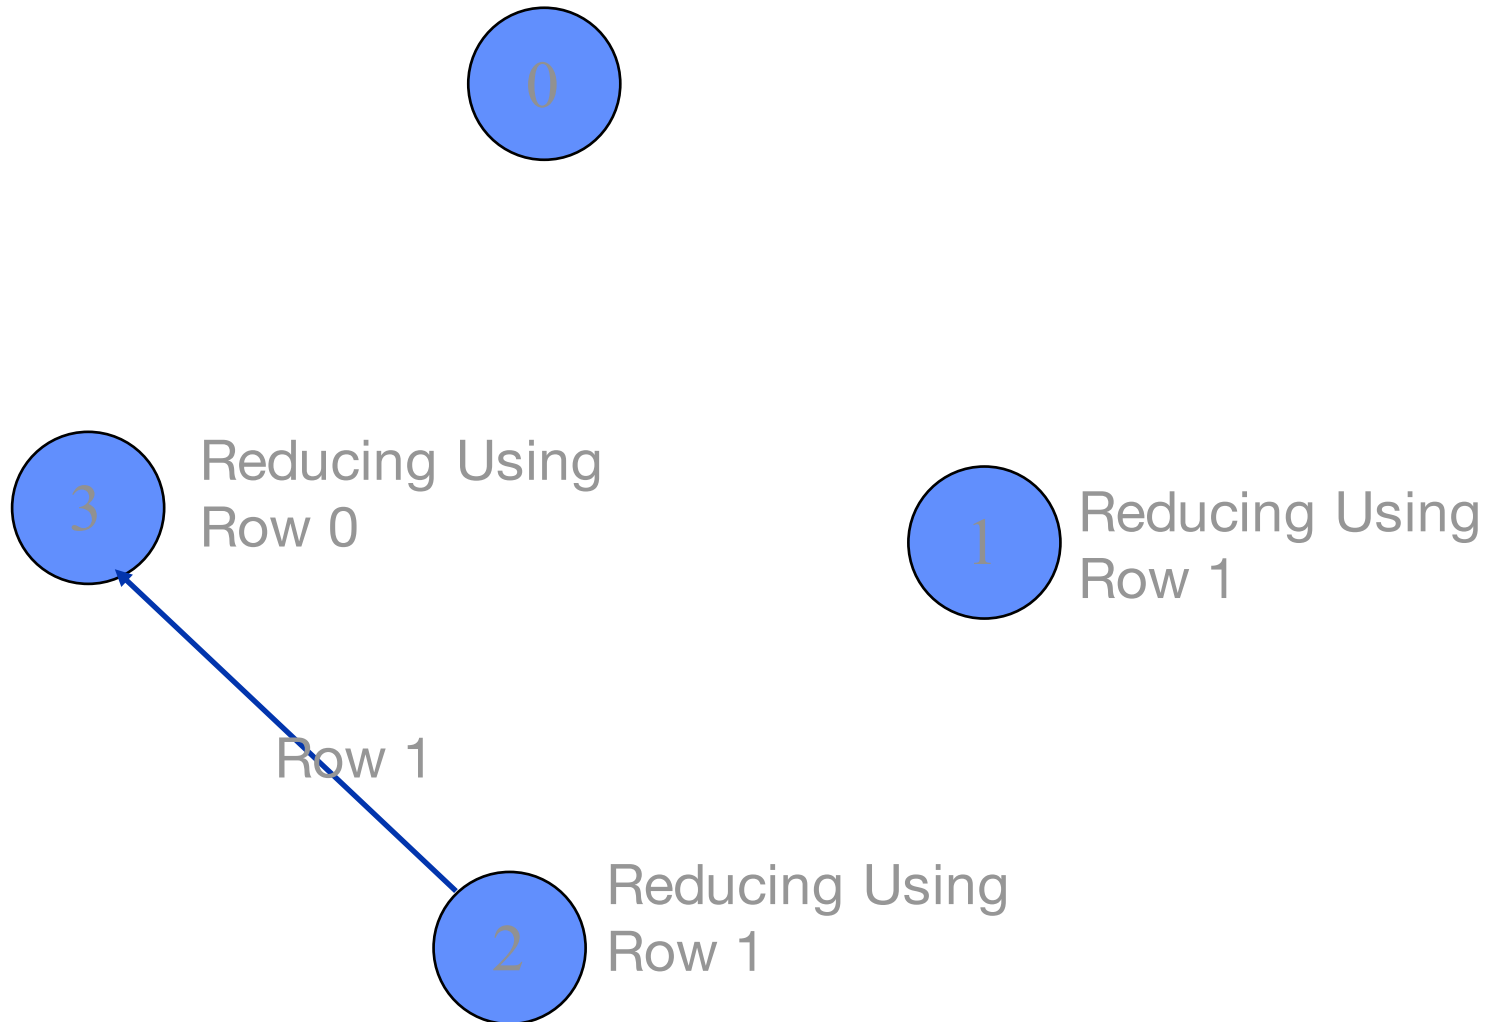 0
3
Reducing Using
Row 0
1
Reducing Using
Row 1
Row 1
2
Reducing Using
Row 1